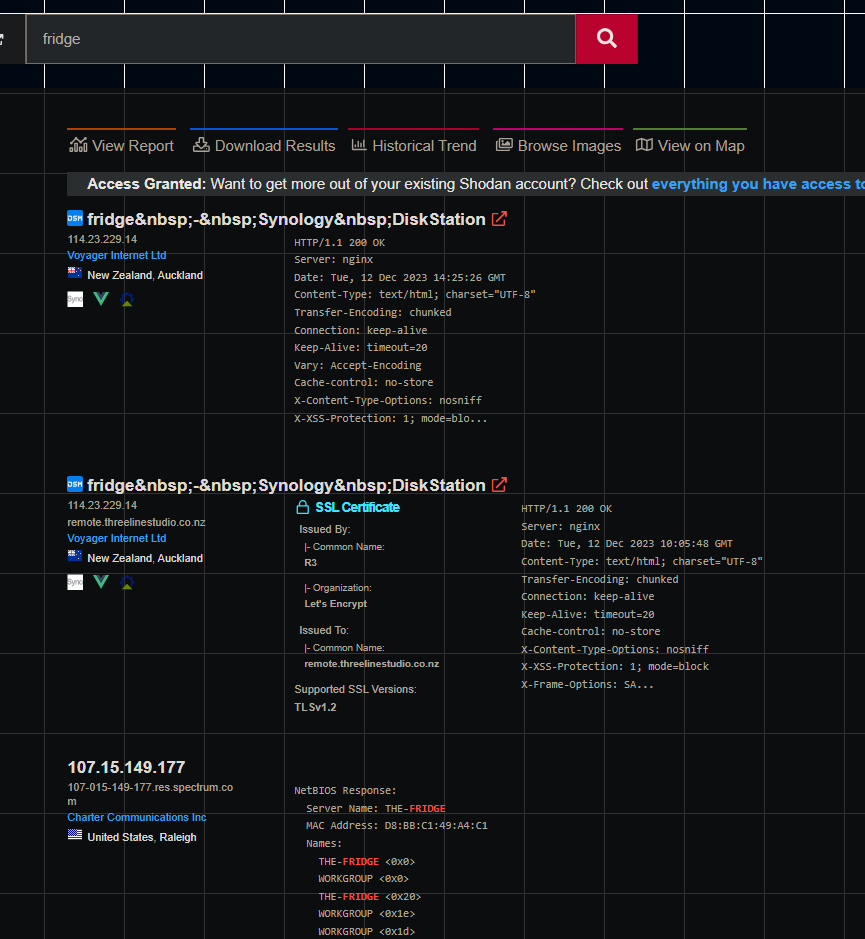 fridge
View Report Download Results Historical Trend Browse Images View on Map
Access Granted: Want to get more out of your existing Shodan account? Check out everything you have access to
DSM fridge&nbsp;-&nbsp;Synology&nbsp;DiskStation
114.23.229.14
Voyager Internet Ltd
New Zealand, Auckland
Syno
HTTP/1.1 200 OK
Server: nginx
Date: Tue, 12 Dec 2023 14:25:26 GMT
Content-Type: text/html; charset="UTF-8"
Transfer-Encoding: chunked
Connection: keep-alive
Keep-Alive: timeout=20
Vary: Accept-Encoding
Cache-control: no-store
X-Content-Type-Options: nosniff
X-XSS-Protection: 1; mode=blo...
DSM fridge&nbsp;-&nbsp;Synology&nbsp;DiskStation
114.23.229.14
remote.threelinestudio.co.nz
Voyager Internet Ltd
New Zealand, Auckland
Syno
SSL Certificate
Issued By:
|- Common Name:
R3
|- Organization:
Let's Encrypt
Issued To:
|- Common Name:
remote.threelinestudio.co.nz
Supported SSL Versions:
TLSv1.2
HTTP/1.1 200 OK
Server: nginx
Date: Tue, 12 Dec 2023 10:05:48 GMT
Content-Type: text/html; charset="UTF-8"
Transfer-Encoding: chunked
Connection: keep-alive
Keep-Alive: timeout=20
Cache-control: no-store
X-Content-Type-Options: nosniff
X-XSS-Protection: 1; mode=block
X-Frame-Options: SA...
107.15.149.177
107-015-149-177.res.spectrum.co
m
Charter Communications Inc
United States, Raleigh
NetBIOS Response:
Server Name: THE-FRIDGE
MAC Address: D8:BB:C1:49:A4:C1
Names:
THE-FRIDGE <0x0>
WORKGROUP <0x0>
THE-FRIDGE <0x20>
WORKGROUP <0x1e>
WORKGROUP <0x1d>